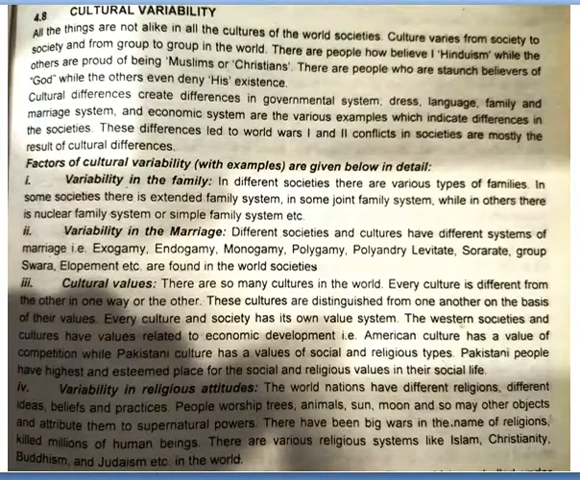 4.8 CULTURAL VARIABILITY
All the things are not alike in all the cultures of the world societies. Culture varies from society to
society and from group to group in the world. There are people how believe I 'Hinduism' while the
others are proud of being 'Muslims or 'Christians'. There are people who are staunch believers of
"God" while the others even deny 'His' existence.
Cultural differences create differences in governmental system, dress, language, family and
marriage system, and economic system are the various examples which indicate differences in
the societies. These differences led to world wars I and II conflicts in societies are mostly the
result of cultural differences.
Factors of cultural variability (with examples) are given below in detail:
i. Variability in the family: In different societies there are various types of families. In
some societies there is extended family system, in some joint family system, while in others there
is nuclear family system or simple family system etc.
ii. Variability in the Marriage: Different societies and cultures have different systems of
marriage i.e. Exogamy, Endogamy, Monogamy, Polygamy, Polyandry Levitate, Sorarate, group
Swara, Elopement etc. are found in the world societies
iii. Cultural values: There are so many cultures in the world. Every culture is different from
the other in one way or the other. These cultures are distinguished from one another on the basis
of their values. Every culture and society has its own value system. The western societies and
cultures have values related to economic development i.e. American culture has a value of
competition while Pakistani culture has a values of social and religious types. Pakistani people
have highest and esteemed place for the social and religious values in their social life.
iv. Variability in religious attitudes: The world nations have different religions, different
ideas, beliefs and practices. People worship trees, animals, sun, moon and so may other objects
and attribute them to supernatural powers. There have been big wars in the name of religions,
killed millions of human beings. There are various religious systems like Islam, Christianity,
Buddhism, and Judaism etc. in the world.